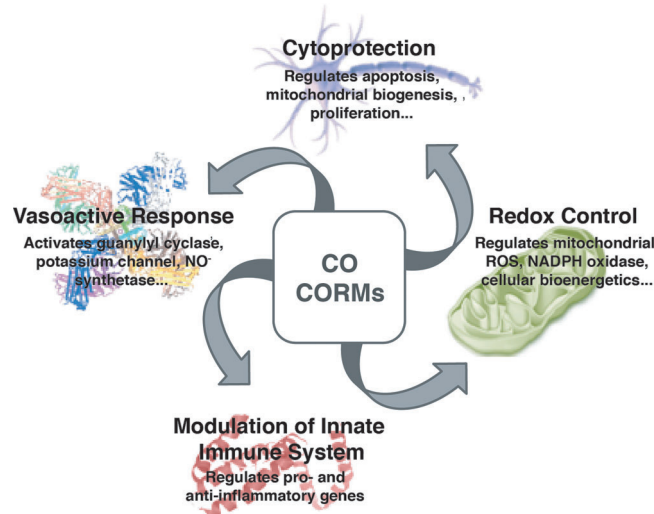 Cytoprotection
Regulates apoptosis,
mitochondrial biogenesis, ,
proliferation...
Vasoactive Response
Activates guanylyl cyclase,
potassium channel, NO-
synthetase...
CO
CORMs
Redox Control
Regulates mitochondrial
ROS, NADPH oxidase,
cellular bioenergetics...
Modulation of Innate
Immune System
Regulates pro- and
anti-inflammatory genes